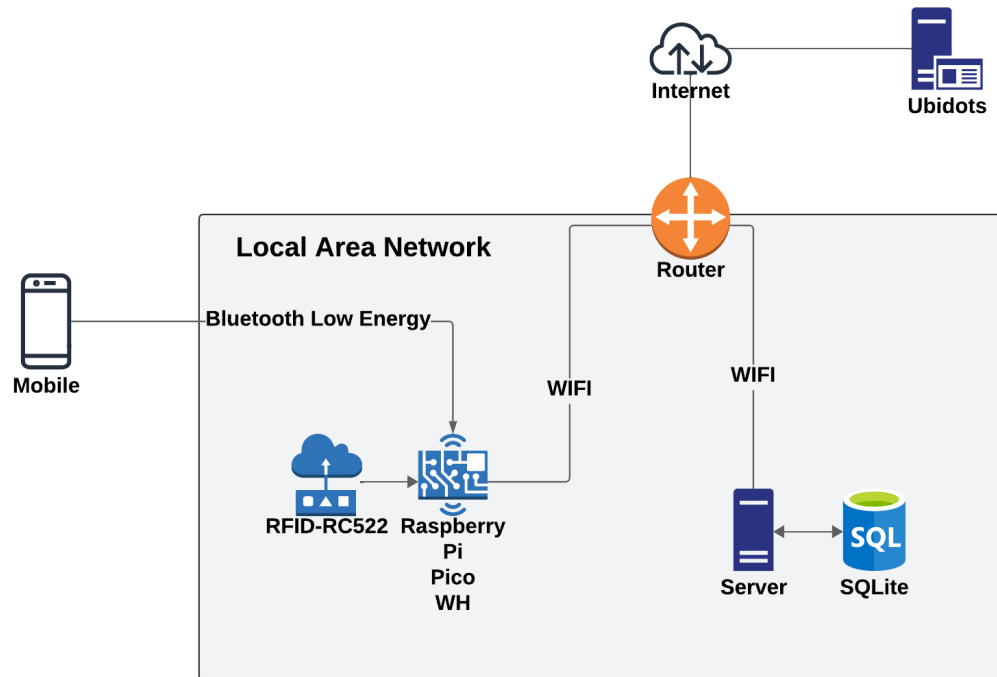 Internet
Ubidots
Local Area Network
Router
Bluetooth Low Energy
Mobile
WIFI
WIFI
RFID-RC522
Raspberry
Pi
Pico
WH
SQL
Server
SQLite